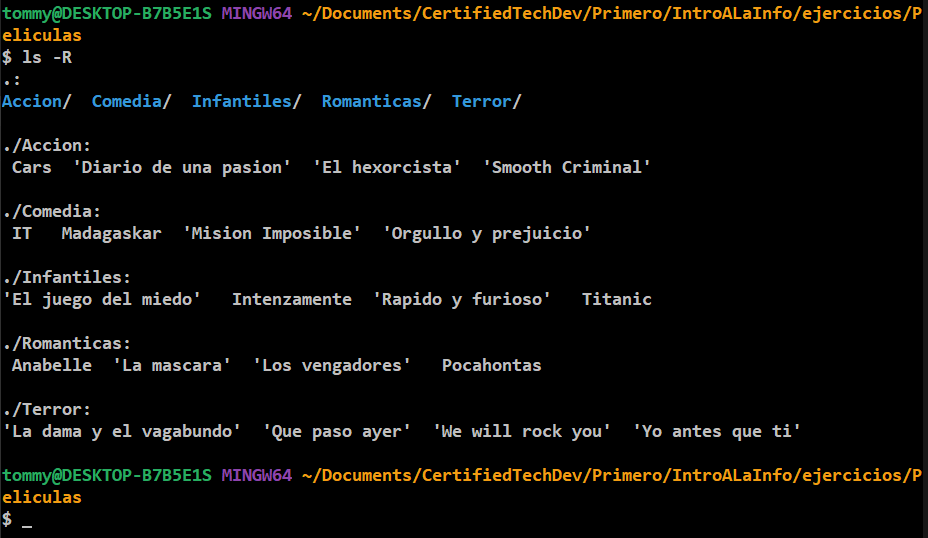 tommy@DESKTOP-B7B5E1S MINGW64 ~/Documents/CertifiedTechDev/Primero/IntroALaInfo/ejercicios/P
eliculas
$ ls -R
.:
Accion/  Comedia/  Infantiles/  Romanticas/  Terror/
./Accion:
 Cars  'Diario de una pasion'  'El hexorcista'  'Smooth Criminal'
./Comedia:
 IT   Madagaskar  'Mision Imposible'  'Orgullo y prejuicio'
./Infantiles:
'El juego del miedo'   Intenzamente  'Rapido y furioso'   Titanic
./Romanticas:
 Anabelle  'La mascara'  'Los vengadores'   Pocahontas
./Terror:
'La dama y el vagabundo'  'Que paso ayer'  'We will rock you'  'Yo antes que ti'
tommy@DESKTOP-B7B5E1S MINGW64 ~/Documents/CertifiedTechDev/Primero/IntroALaInfo/ejercicios/P
eliculas
$ _